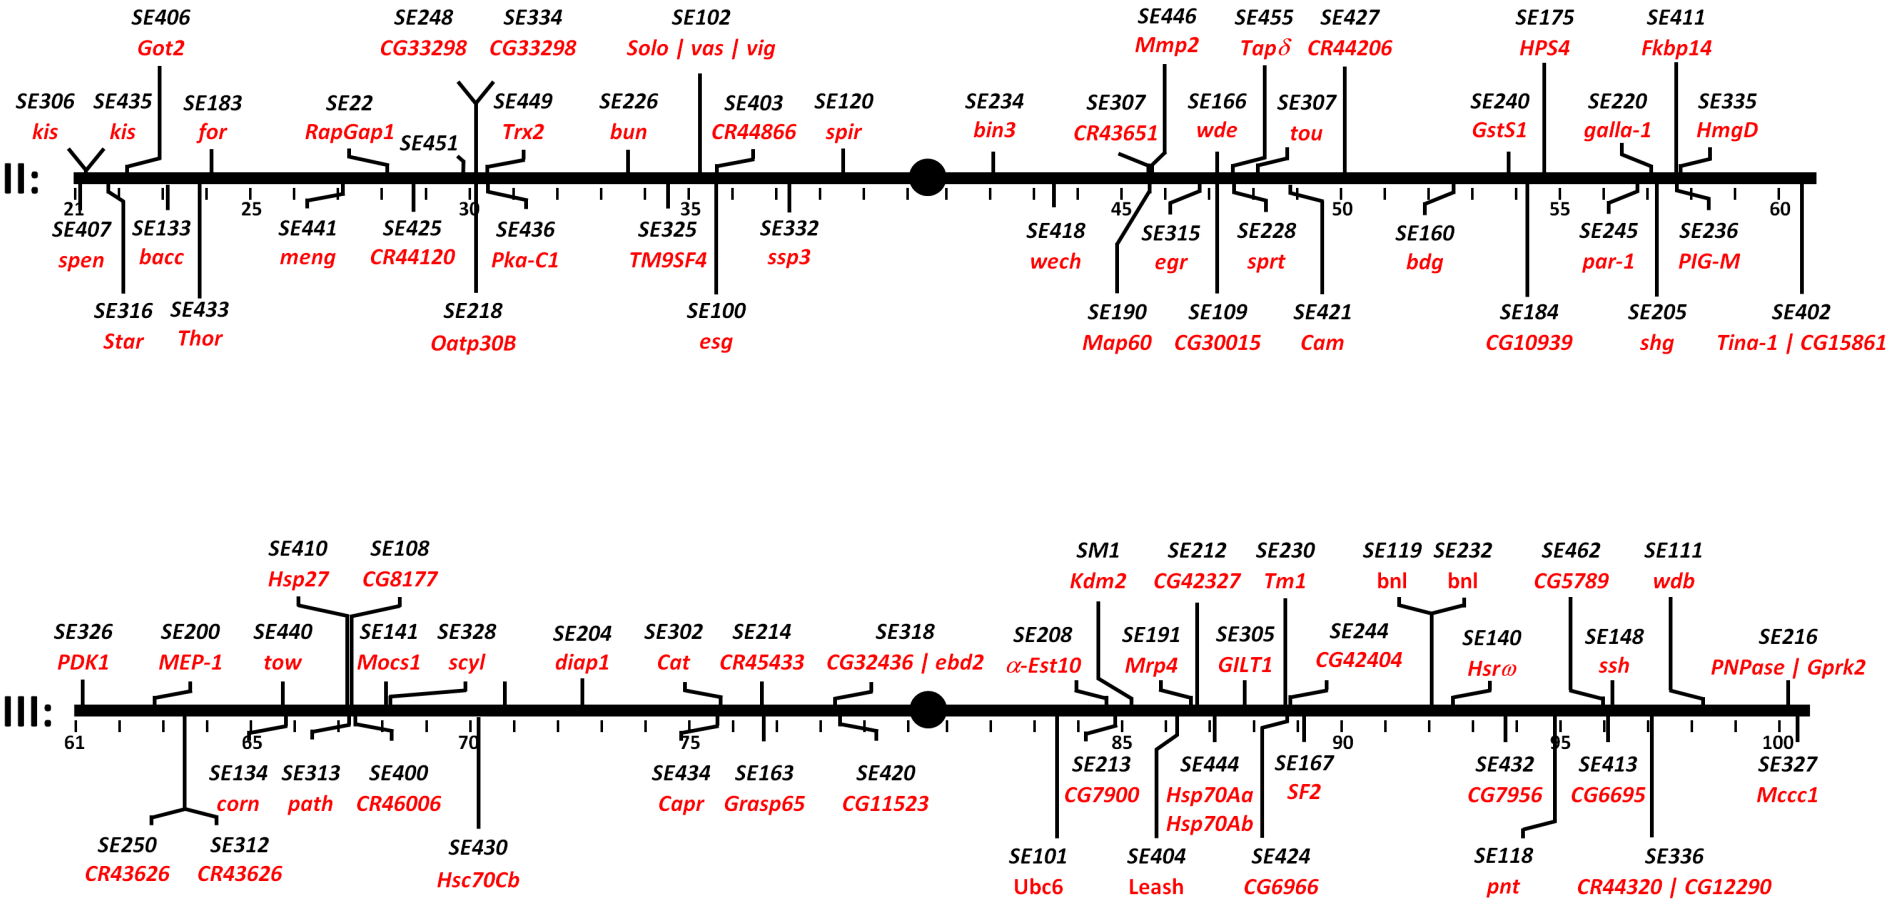 SE406 SE248 SE334 SE102 SE446 SE455 SE427 SE175 SE411
Got2 CG33298 CG33298 Solo | vas | vig Mmp2 Tapδ CR44206 HPS4 Fkbp14
SE306 SE435 SE183 SE22 SE449 SE226 SE403 SE120 SE234 SE307 SE166 SE307 SE240 SE220 SE335
kis kis for RapGap1 Trx2 bun CR44866 spir bin3 CR43651 wde tou GstS1 galla-1 HmgD
SE451
II:
21 25 30 35 45 50 55 60
SE407 SE133 SE441 SE425 SE436 SE325 SE332 SE418 SE315 SE228 SE160 SE245 SE236
spen bacc meng CR44120 Pka-C1 TM9SF4 ssp3 wech egr sprt bdg par-1 PIG-M
SE316 SE433 SE218 SE100 SE190 SE109 SE421 SE184 SE205 SE402
Star Thor Oatp30B esg Map60 CG30015 Cam CG10939 shg Tina-1 | CG15861
SE410 SE108 SM1 SE212 SE230 SE119 SE232 SE462 SE111
Hsp27 CG8177 Kdm2 CG42327 Tm1 bnl bnl CG5789 wdb
SE326 SE200 SE440 SE141 SE328 SE204 SE302 SE214 SE318 SE208 SE191 SE305 SE244 SE140 SE148 SE216
PDK1 MEP-1 tow Mocs1 scyl diap1 Cat CR45433 CG32436 | ebd2 α-Est10 Mrp4 GILT1 CG42404 Hsrω ssh PNPase | Gprk2
III:
61 65 70 75 85 90 95 100
SE134 SE313 SE400 SE434 SE163 SE420 SE213 SE444 SE167 SE432 SE413 SE327
corn path CR46006 Capr Grasp65 CG11523 CG7900 Hsp70Aa SF2 CG7956 CG6695 Mccc1
Hsp70Ab
SE250 SE312 SE430 SE101 SE404 SE424 SE118 SE336
CR43626 CR43626 Hsc70Cb Ubc6 Leash CG6966 pnt CR44320 | CG12290